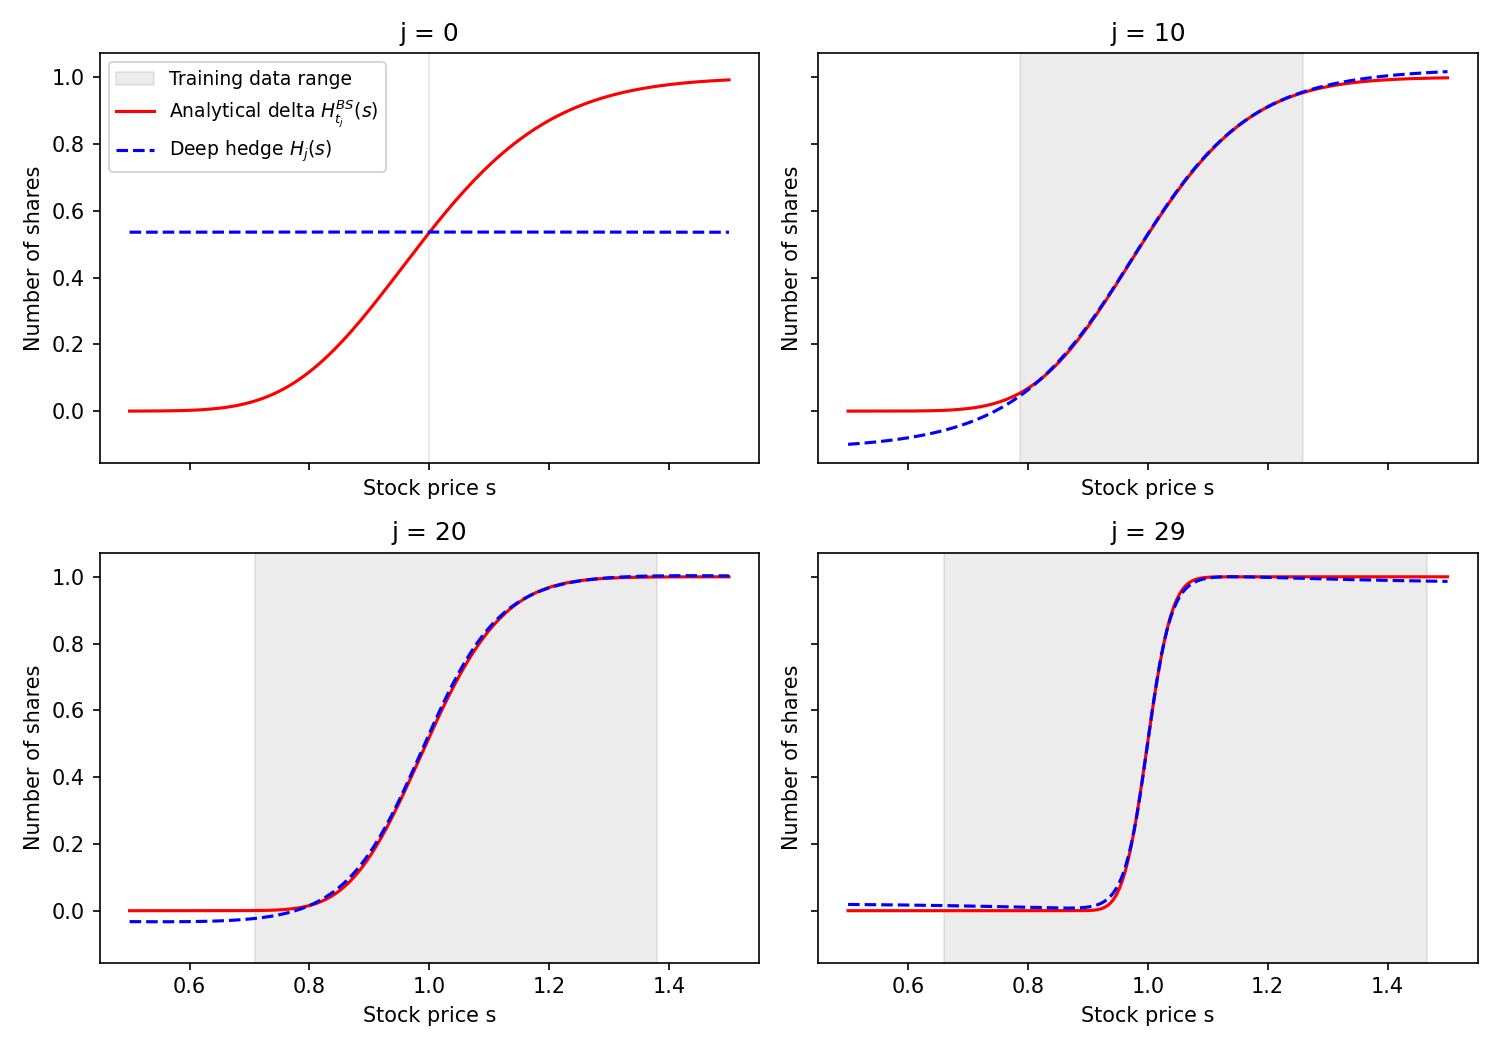 j = 0
Training data range
Analytical delta $H_{t_j}^{BS}(s)$
Deep hedge $H_j(s)$
1.0
0.8
0.6
0.4
0.2
0.0
Number of shares
Stock price s
j = 10
Number of shares
Stock price s
j = 20
1.0
0.8
0.6
0.4
0.2
0.0
Number of shares
0.6 0.8 1.0 1.2 1.4
Stock price s
j = 29
Number of shares
0.6 0.8 1.0 1.2 1.4
Stock price s